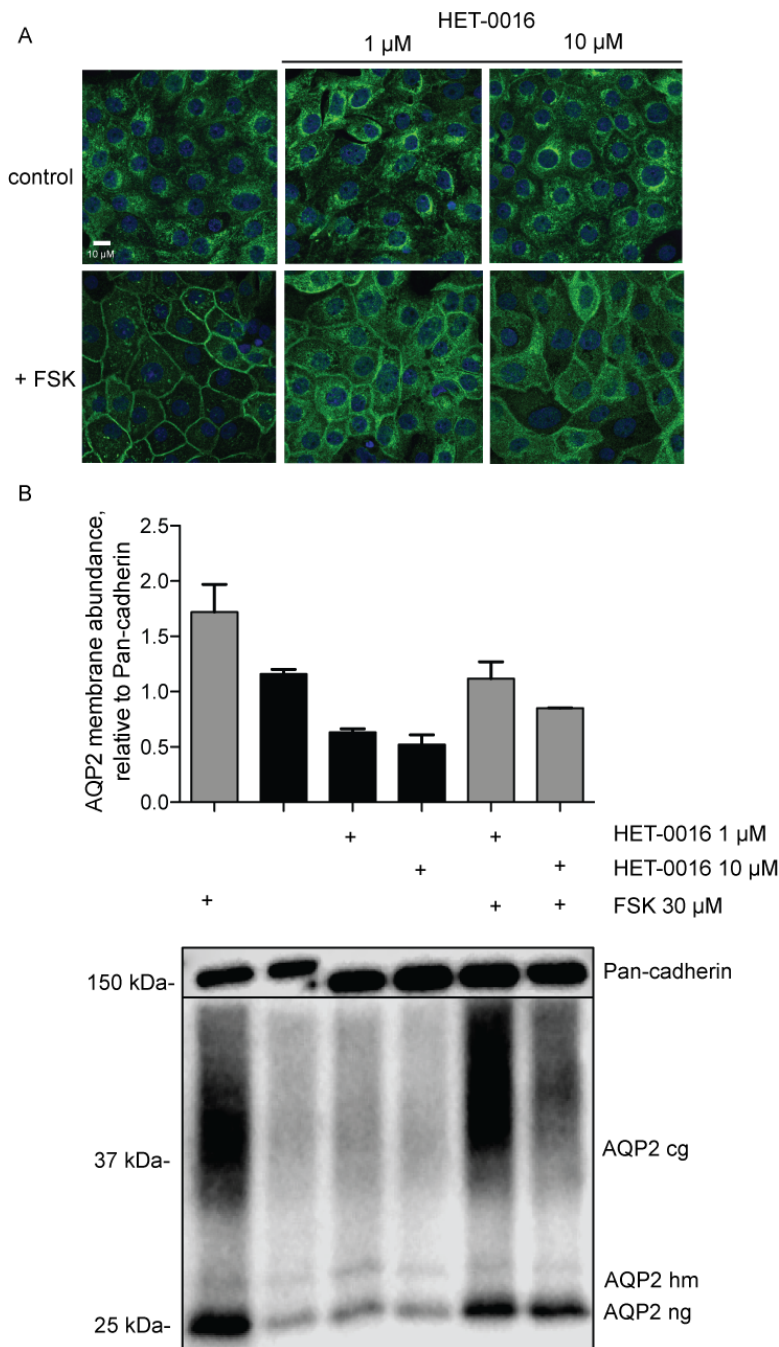 A
HET-0016
1 µM
10 µM
control
10 µM
+ FSK
B
AQP2 membrane abundance,
relative to Pan-cadherin
2.5
2.0
1.5
1.0
0.5
0.0
+ + HET-0016 1 µM
+ + HET-0016 10 µM
+ + + FSK 30 µM
150 kDa-
Pan-cadherin
37 kDa-
AQP2 cg
AQP2 hm
AQP2 ng
25 kDa-